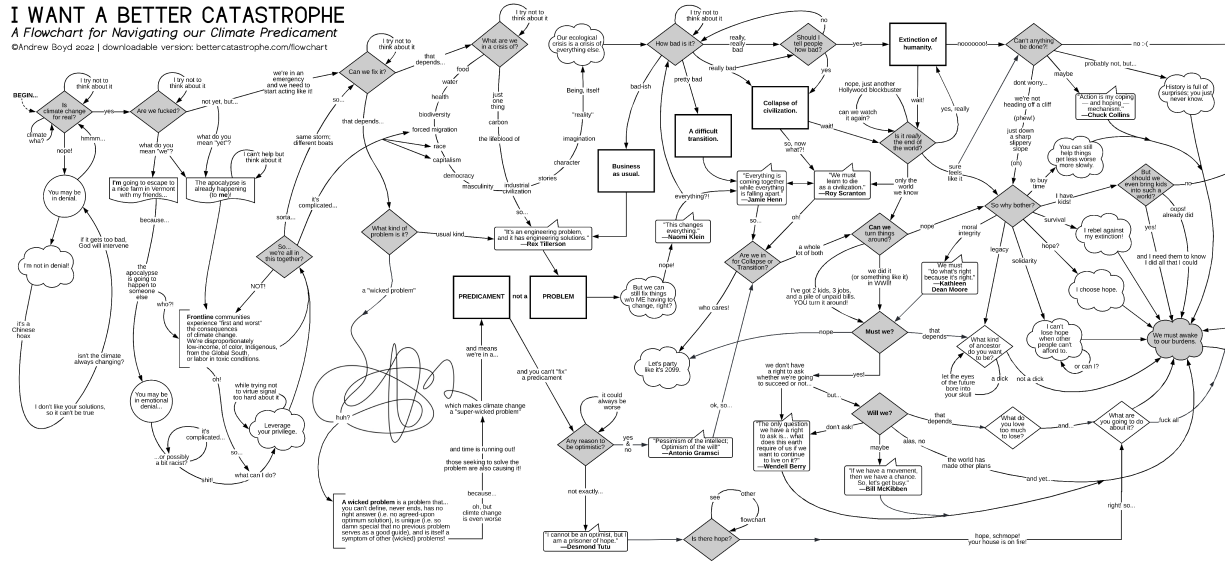 I WANT A BETTER CATASTROPHE
A Flowchart for Navigating our Climate Predicament
©Andrew Boyd 2022 | downloadable version: bettercatastrophe.com/flowchart
BEGIN...
Is
climate change
for real?
I try not to
think about it
climate
wha?
nope!
hmmm...
yes
You may be
in denial.
I'm not in denial!
it's a
Chinese
hoax
if it gets too bad,
God will intervene
isn't the climate
always changing?
I don't like your solutions,
so it can't be true
Are we fucked?
I try not to
think about it
not yet, but...
we're in an
emergency
and we need to
start acting like it!
what do you
mean "we"?
what do you
mean "yet"?
I can't help but
think about it
I'm going to escape to
a nice farm in Vermont
with my friends...
The apocalypse is
already happening
(to me)!
because...
the
apocalypse
is going to
happen to
someone
else
who?!
Frontline communities
experience "first and worst"
the consequences
of climate change.
We're disproportionately
low-income, of color, Indigenous,
from the Global South,
or labor in toxic conditions.
You may be
in emotional
denial...
...or possibly
a bit racist?
it's
complicated...
shit!
oh!
so...
what can I do?
while trying not
to virtue signal
too hard about it
Leverage
your privilege.
NOT!
So...
we're all in
this together?
sorta...
it's
complicated...
same storm;
different boats
so...
Can we fix it?
I try not to
think about it
that
depends...
that depends...
What are we
in a crisis of?
I try not to
think about it
food
water
health
biodiversity
forced migration
race
capitalism
democracy
masculinity
industrial
civilization
just
one
thing
carbon
the lifeblood of
stories
character
imagination
"reality"
Being, itself
Our ecological
crisis is a crisis of
everything else.
so...
What kind of
problem is it?
usual kind
"It's an engineering problem,
and it has engineering solutions."
—Rex Tillerson
a "wicked problem"
huh?
A wicked problem is a problem that...
you can't define, never ends, has no
right answer (i.e. no agreed-upon
optimum solution), is unique (i.e. so
damn special that no previous problem
serves as a good guide), and is itself a
symptom of other (wicked) problems!
oh, but
climte change
is even worse
because...
those seeking to solve the
problem are also causing it!
and time is running out!
which makes climate change
a "super-wicked problem"
and means
we're in a...
PREDICAMENT
not a
PROBLEM
and you can't "fix"
a predicament
But we can
still fix things
w/o ME having to
change, right?
nope!
"This changes
everything."
—Naomi Klein
everything?!
How bad is it?
I try not to
think about it
bad-ish
Business
as usual.
pretty bad
A difficult
transition.
really bad
Collapse of
civilization.
really,
really
bad
Should I
tell people
how bad?
no
yes
yes
Extinction of
humanity.
wait!
wait!
yes, really
nope, just another
Hollywood blockbuster
can we watch
it again?
Is it really
the end of
the world?
nooooooo!
sure
feels
like it
only the
world
we know
so, now
what?!
"Everything is
coming together
while everything
is falling apart."
—Jamie Henn
"We must
learn to die
as a civilization."
—Roy Scranton
so...
oh!
Are we in
for Collapse or
Transition?
a whole
lot of both
who cares!
Let's party
like it's 2099.
ok, so...
Can we
turn things
around?
nope
we did it
(or something like it)
in WWII!
I've got 2 kids, 3 jobs,
and a pile of unpaid bills.
YOU turn it around!
Must we?
nope
that
depends
yes!
we don't have
a right to ask
whether we're going
to succeed or not...
but...
"The only question
we have a right
to ask is... what
does this earth
require of us if we
want to continue
to live on it?"
—Wendell Berry
don't ask!
Will we?
maybe
"If we have a movement,
then we have a chance.
So, let's get busy."
—Bill McKibben
alas, no
the world has
made other plans
and yet...
that
depends
What do
you love too
much to
lose?
and...
What are
you going to
do about it?
fuck all
right! so...
Any reason to
be optimistic?
it could
always be
worse
yes
&
no
"Pessimism of the intellect;
Optimism of the will!"
—Antonio Gramsci
not exactly...
"I cannot be an optimist, but I
am a prisoner of hope."
—Desmond Tutu
Is there hope?
see
other
flowchart
hope, schmope!
your house is on fire!
Can't anything
be done?!
I try not to
think about it
no :-(
probably not, but...
History is full of
surprises; you just
never know.
maybe
"Action is my coping
— and hoping —
mechanism."
—Chuck Collins
dont worry...
we're not
heading off a cliff
(phew!)
just down
a sharp
slippery
slope
(oh)
So why bother?
to buy
time
You can still
help things
get less worse
more slowly.
I have
kids!
But
should we
even bring kids
into such a
world?
no
oops!
already did
yes!
and I need them to know
I did all that I could
survival
I rebel against
my extinction!
hope?
I choose hope.
I can't
lose hope
when other
people can't
afford to.
or can I?
moral
integrity
We must
"do what's right
because it's right."
—Kathleen
Dean Moore
legacy
solidarity
What kind
of ancestor
do you want
to be?
let the eyes
of the future
bore into
your skull
a dick
not a dick
We must awake
to our burdens.